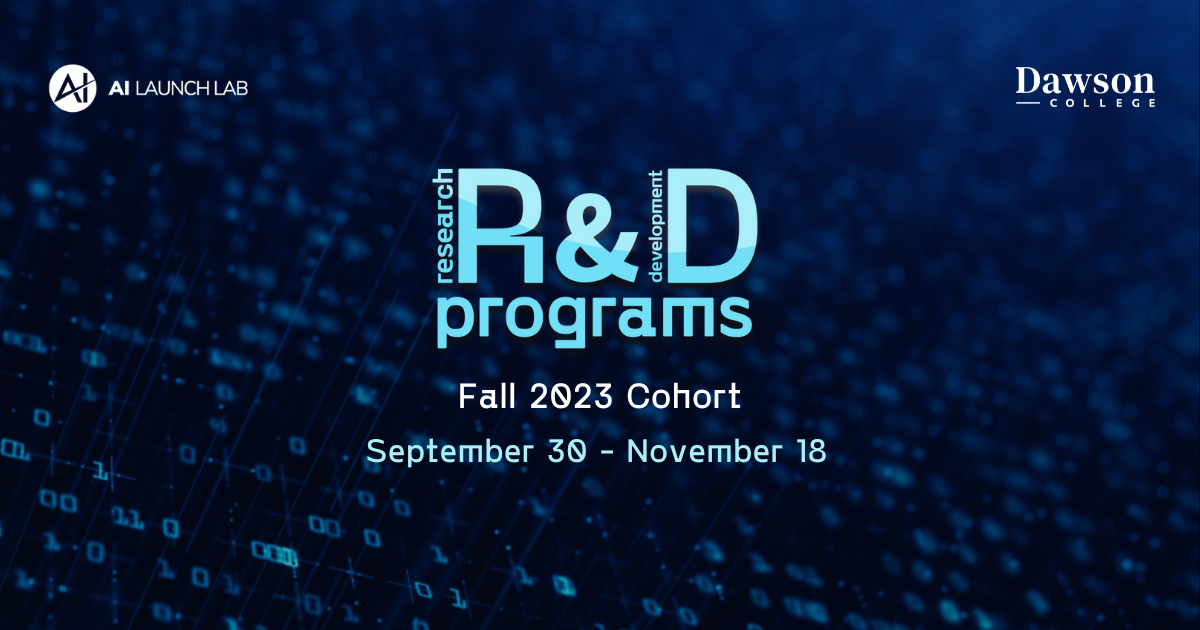 AI LAUNCH LAB
Dawson
COLLEGE
research R & development D
programs
Fall 2023 Cohort
September 30 - November 18